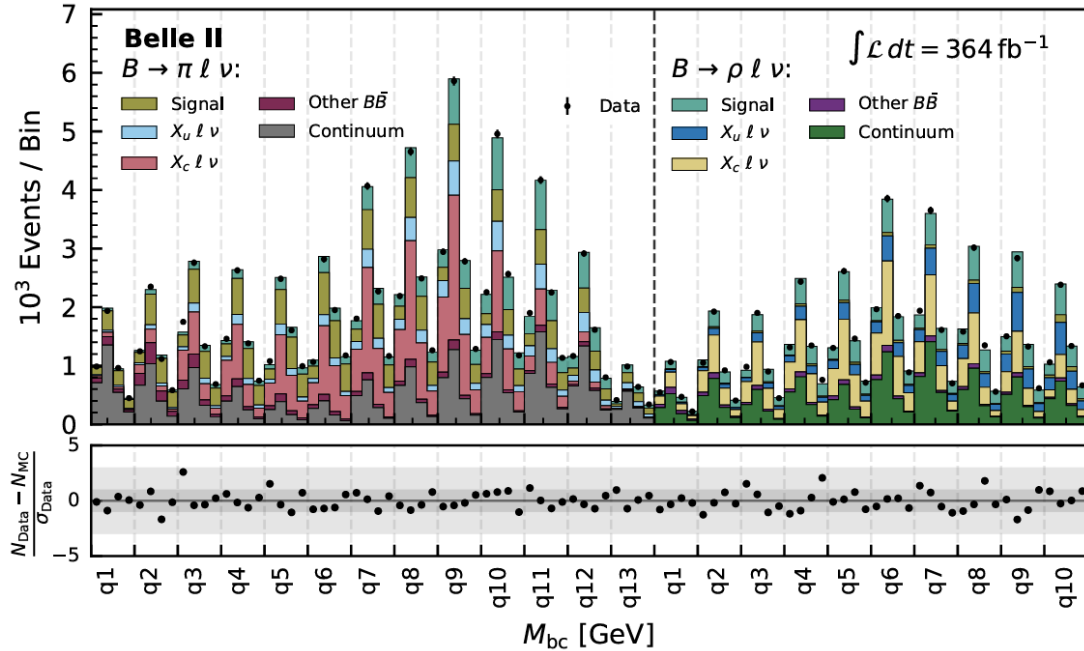 Belle II
∫ℒ dt = 364 fb⁻¹
B → π ℓ ν:
Signal
X_u ℓ ν
X_c ℓ ν
Other BB̄
Continuum
Data
B → ρ ℓ ν:
Signal
X_u ℓ ν
X_c ℓ ν
Other BB̄
Continuum
10³ Events / Bin
7
6
5
4
3
2
1
0
N_Data − N_MC
σ_Data
5
0
−5
q1 q2 q3 q4 q5 q6 q7 q8 q9 q10 q11 q12 q13 q1 q2 q3 q4 q5 q6 q7 q8 q9 q10
M_bc [GeV]